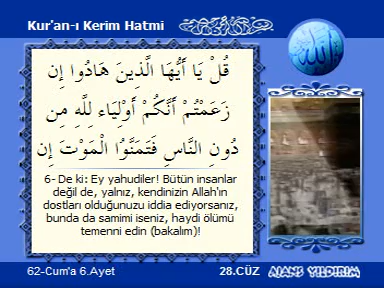 Kur'an-ı Kerim Hatmi
الله
قُلْ يَا أَيُّهَا الَّذِينَ هَادُوا إِن
زَعَمْتُمْ أَنَّكُمْ أَوْلِيَاء لِلَّهِ مِن
دُونِ النَّاسِ فَتَمَنَّوُا الْمَوْتَ إِن
6- De ki: Ey yahudiler! Bütün insanlar
değil de, yalnız, kendinizin Allah'ın
dostları olduğunuzu iddia ediyorsanız,
bunda da samimi iseniz, haydi ölümü
temenni edin (bakalım)!
62-Cum'a 6.Ayet
28.CÜZ
AJANS YILDIRIM